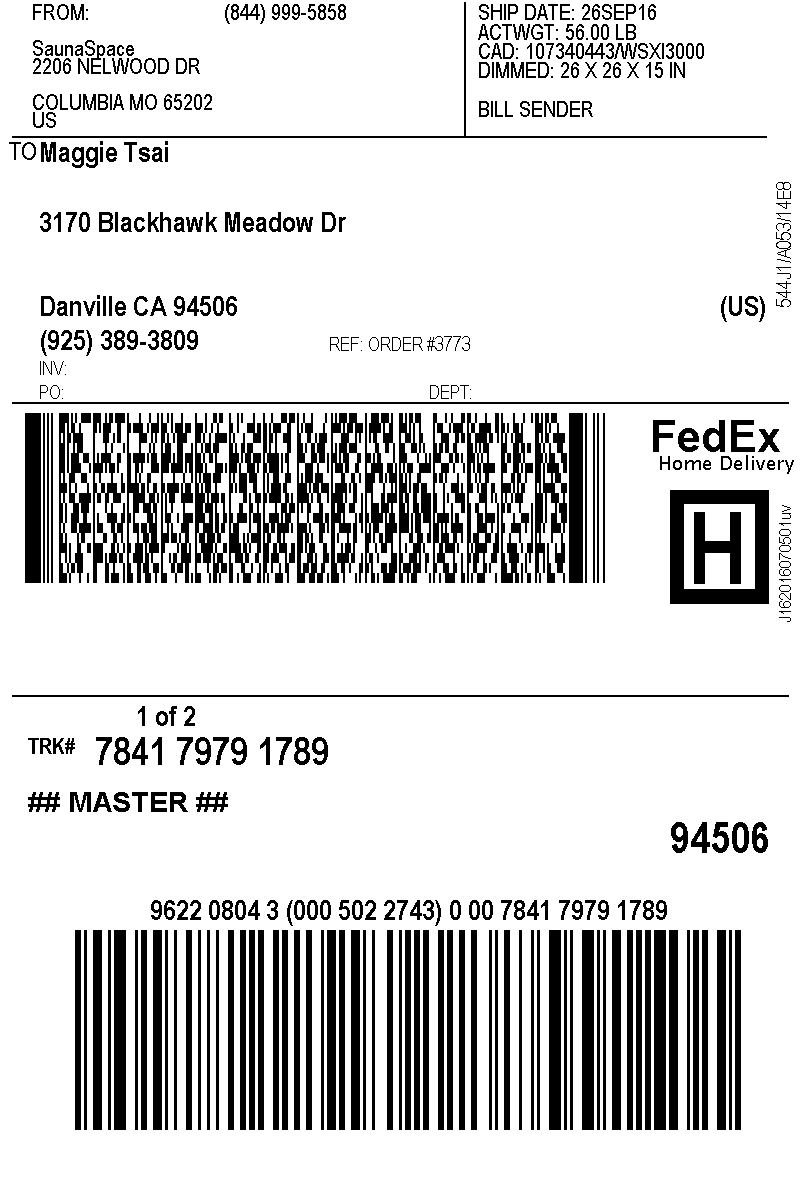 FROM: (844) 999-5858
SaunaSpace
2206 NELWOOD DR
COLUMBIA MO 65202
US
SHIP DATE: 26SEP16
ACTWGT: 56.00 LB
CAD: 107340443/WSXI3000
DIMMED: 26 X 26 X 15 IN
BILL SENDER
TO Maggie Tsai
3170 Blackhawk Meadow Dr
Danville CA 94506 (US)
(925) 389-3809 REF: ORDER #3773
INV:
PO: DEPT:
544J1/A053/14E8
FedEx
Home Delivery
H
J162016070501uv
1 of 2
TRK# 7841 7979 1789
## MASTER ##
94506
9622 0804 3 (000 502 2743) 0 00 7841 7979 1789